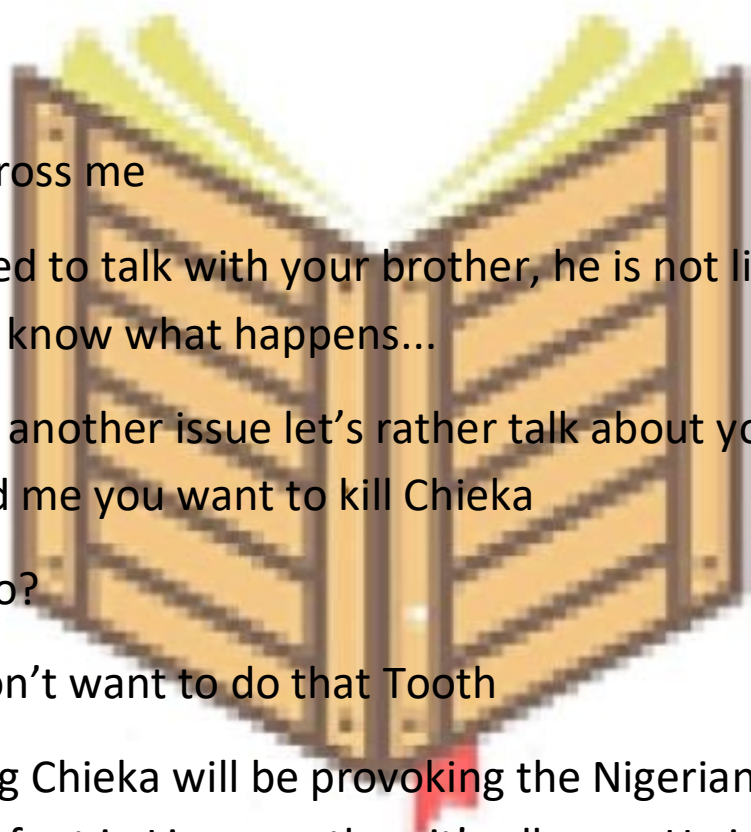 ross me
ed to talk with your brother, he is not li
know what happens...
another issue let's rather talk about yo
d me you want to kill Chieka
o?
on't want to do that Tooth
g Chieka will be provoking the Nigerian